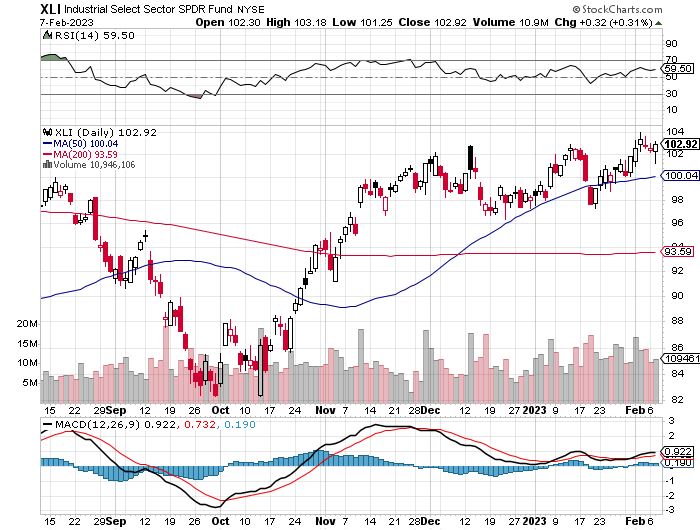 XLI Industrial Select Sector SPDR Fund NYSE © StockCharts.com
7-Feb-2023 Open 102.30 High 103.18 Low 101.25 Close 102.92 Volume 10.9M Chg +0.32 (+0.31%)
RSI(14) 59.50
90
70
59.50
50
30
10
XLI (Daily) 102.92
MA(50) 100.04
MA(200) 93.59
Volume 10,946,106
104
102.92
102
100.04
98
96
94
93.59
92
90
88
86
84
82
20M
15M
10M
5M
109461
15 22 29 Sep 12 19 26 Oct 10 17 24 Nov 7 14 21 28 Dec 12 19 27 2023 9 17 23 Feb 6
MACD(12,26,9) 0.922, 0.732, 0.190
3
2
1
0.922
0.190
-1
-2
-3
15 22 29 Sep 12 19 26 Oct 10 17 24 Nov 7 14 21 28 Dec 12 19 27 2023 9 17 23 Feb 6